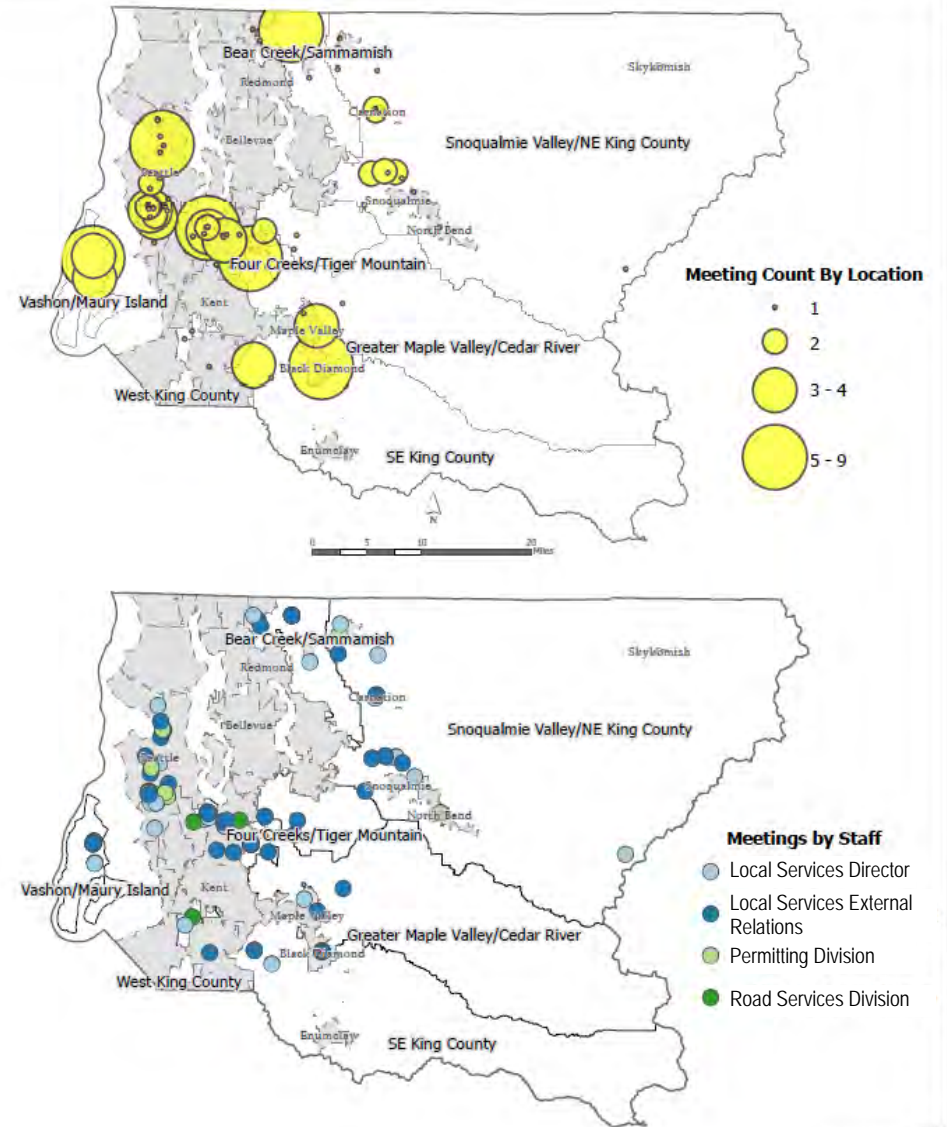 Bear Creek/Sammamish
Redmond
Skykomish
Carnation
Bellevue
Snoqualmie Valley/NE King County
Seattle
Snoqualmie
North Bend
Four Creeks/Tiger Mountain
Meeting Count By Location
Vashon/Maury Island
Kent
1
Maple Valley
2
Greater Maple Valley/Cedar River
Black Diamond
3 - 4
West King County
Enumclaw
SE King County
5 - 9
N
0 5 10 20
Miles
Bear Creek/Sammamish
Redmond
Skykomish
Carnation
Bellevue
Snoqualmie Valley/NE King County
Seattle
Snoqualmie
North Bend
Four Creeks/Tiger Mountain
Meetings by Staff
Local Services Director
Vashon/Maury Island
Kent
Local Services External
Relations
Maple Valley
Greater Maple Valley/Cedar River
Black Diamond
Permitting Division
West King County
Road Services Division
Enumclaw
SE King County